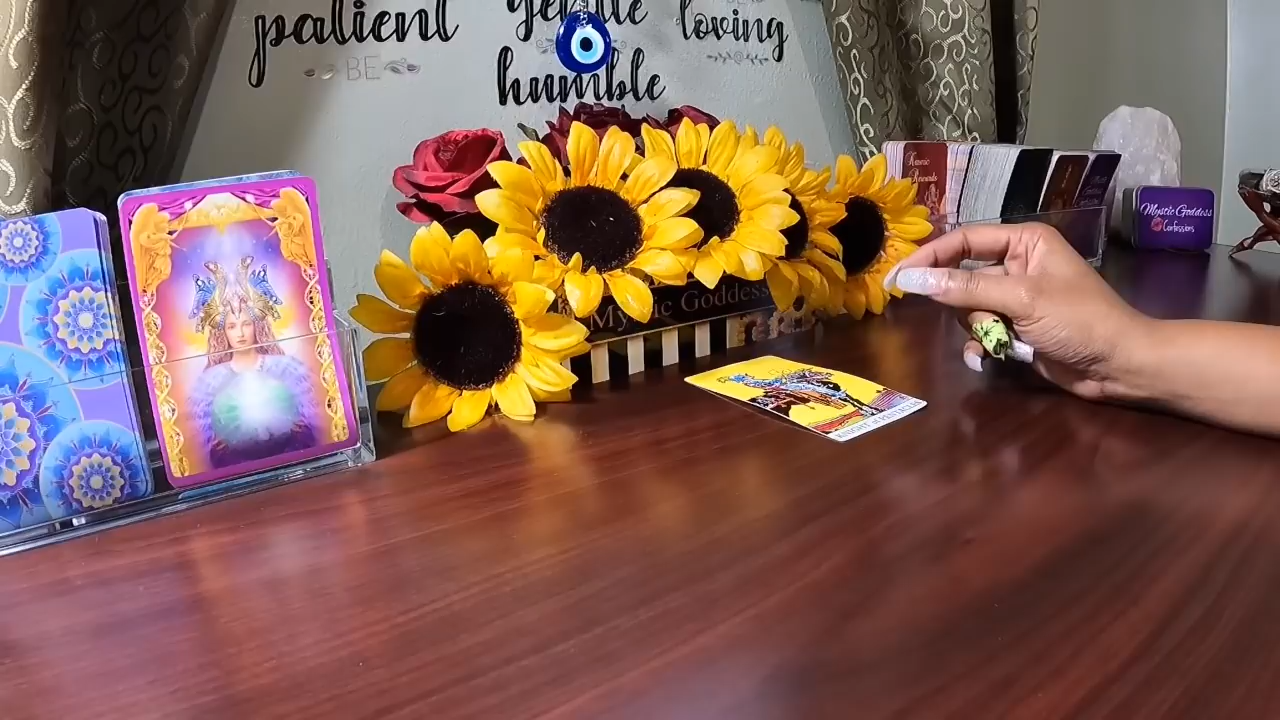 patient
BE
gentle
humble
loving
Mystic Goddess
Mystic Goddess
Confessions
KNIGHT of PENTACLES